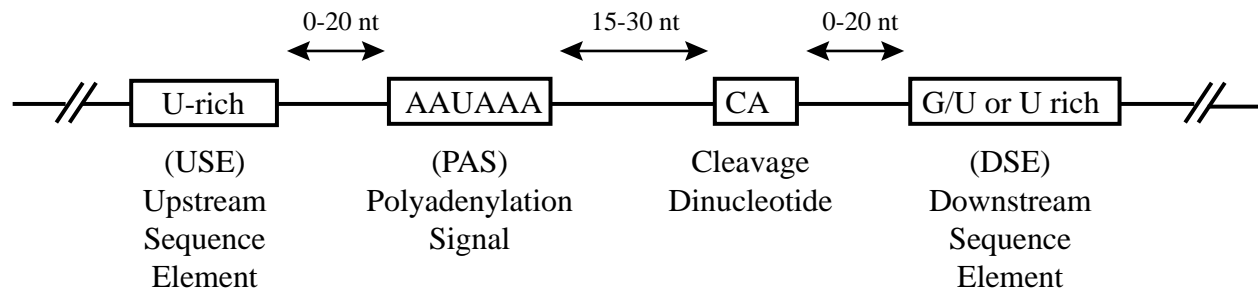 0-20 nt 15-30 nt 0-20 nt
U-rich AAUAAA CA G/U or U rich
(USE) (PAS) Cleavage (DSE)
Upstream Polyadenylation Dinucleotide Downstream
Sequence Signal Sequence
Element Element